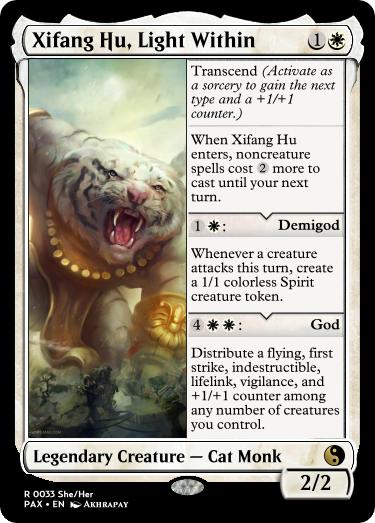 Xifang Hu, Light Within
1
Transcend (Activate as
a sorcery to gain the next
type and a +1/+1
counter.)
When Xifang Hu
enters, noncreature
spells cost 2 more to
cast until your next
turn.
1 : Demigod
Whenever a creature
attacks this turn, create
a 1/1 colorless Spirit
creature token.
4 : God
Distribute a flying, first
strike, indestructible,
lifelink, vigilance, and
+1/+1 counter among
any number of creatures
you control.
Legendary Creature — Cat Monk
2/2
R 0033 She/Her
PAX • EN AKHRAPAY